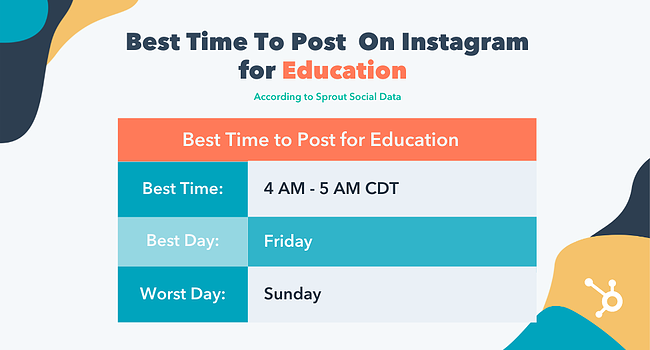 Best Time To Post On Instagram
for Education
According to Sprout Social Data
Best Time to Post for Education
Best Time: 4 AM - 5 AM CDT
Best Day: Friday
Worst Day: Sunday